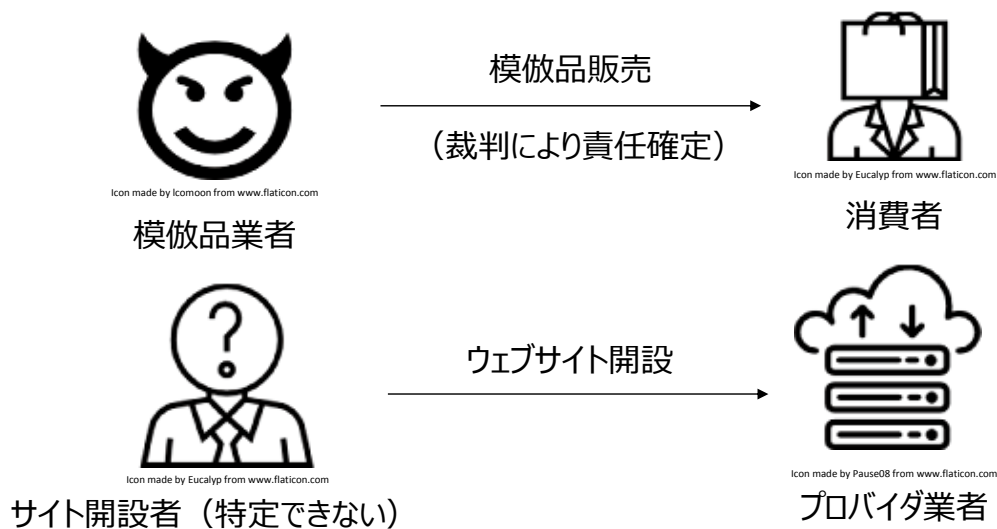 模倣品販売
（裁判により責任確定）
Icon made by Icomoon from www.flaticon.com
模倣品業者
Icon made by Eucalyp from www.flaticon.com
消費者
?
ウェブサイト開設
Icon made by Eucalyp from www.flaticon.com
サイト開設者（特定できない）
Icon made by Pause08 from www.flaticon.com
プロバイダ業者